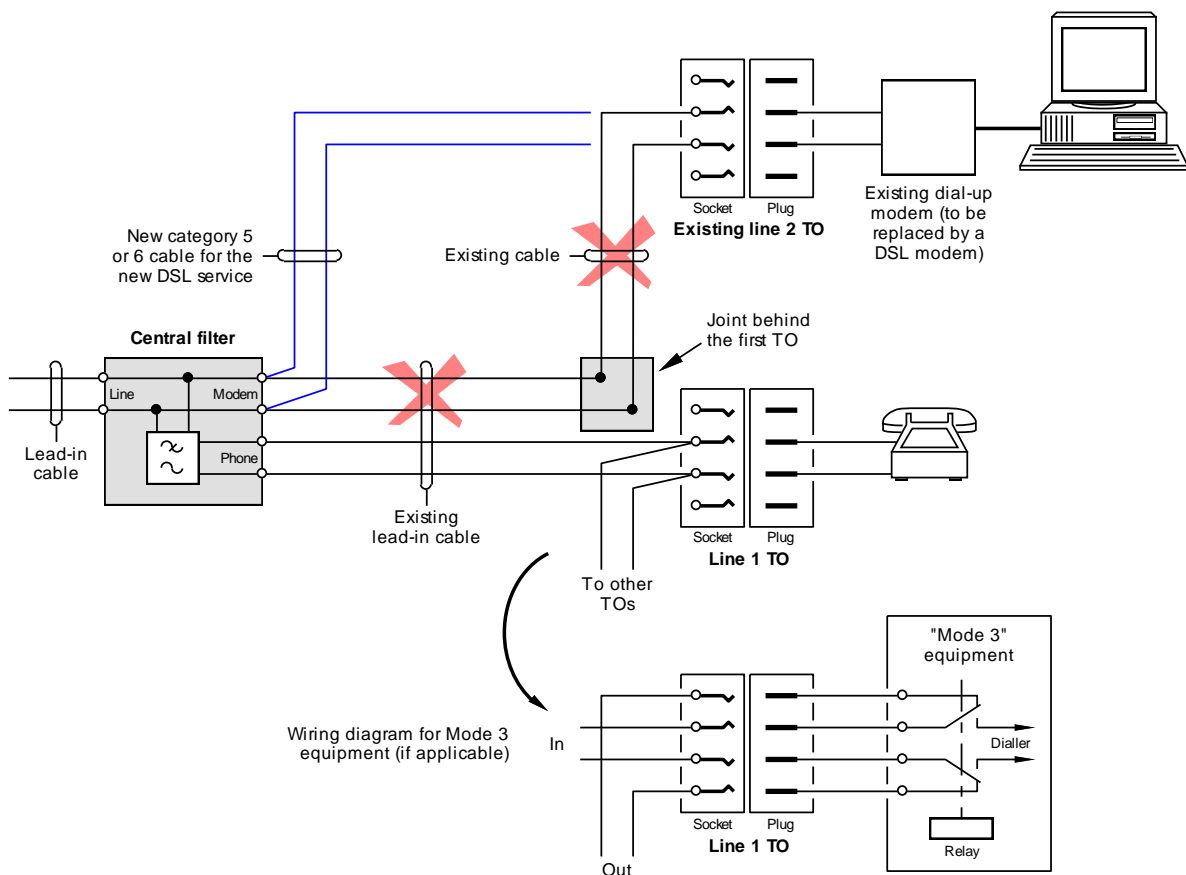 Socket
Plug
Existing line 2 TO
Existing dial-up
modem (to be
replaced by a
DSL modem)
New category 5
or 6 cable for the
new DSL service
Existing cable
Joint behind
the first TO
Central filter
Line
Modem
Phone
Lead-in
cable
Existing
lead-in cable
Socket
Plug
Line 1 TO
To other
TOs
"Mode 3"
equipment
Wiring diagram for Mode 3
equipment (if applicable)
In
Dialler
Socket
Plug
Line 1 TO
Relay
Out